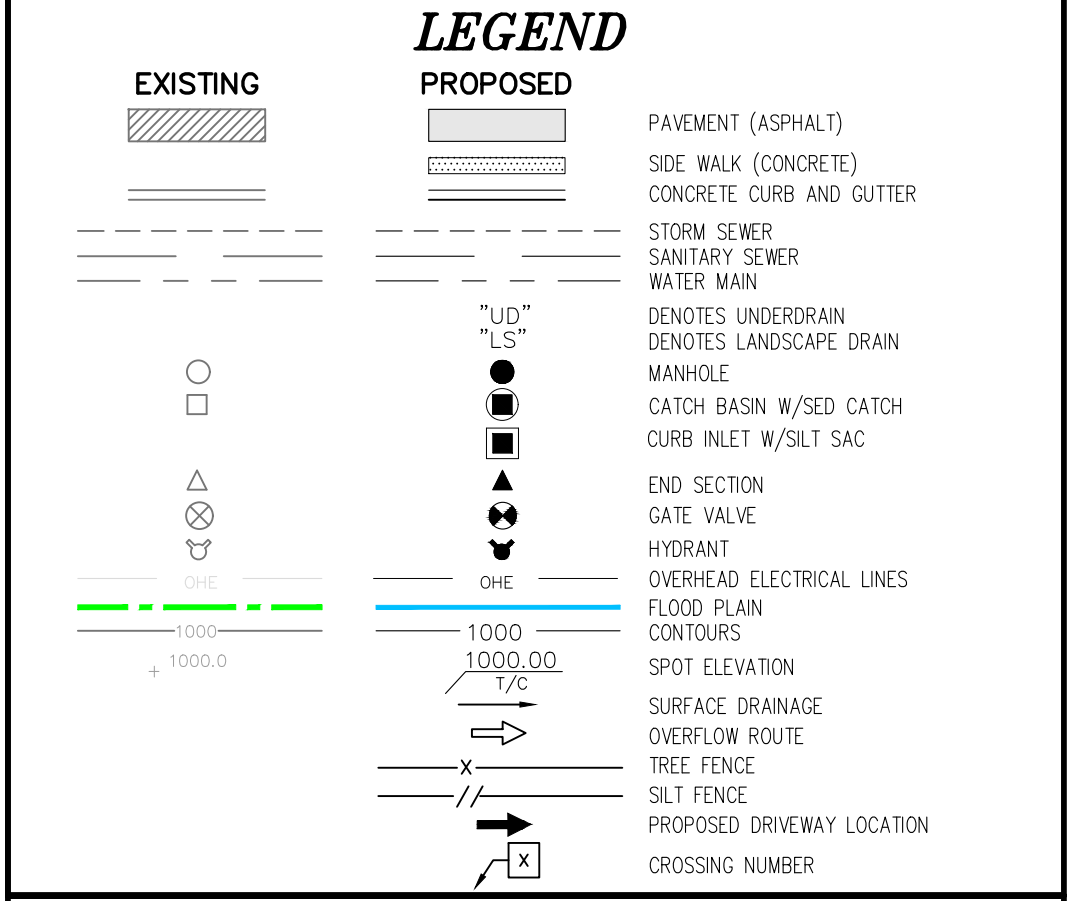 LEGEND
EXISTING PROPOSED
PAVEMENT (ASPHALT)
SIDE WALK (CONCRETE)
CONCRETE CURB AND GUTTER
STORM SEWER
SANITARY SEWER
WATER MAIN
"UD" DENOTES UNDERDRAIN
"LS" DENOTES LANDSCAPE DRAIN
MANHOLE
CATCH BASIN W/SED CATCH
CURB INLET W/SILT SAC
END SECTION
GATE VALVE
HYDRANT
OHE OHE OVERHEAD ELECTRICAL LINES
FLOOD PLAIN
1000 1000 CONTOURS
1000.0 1000.00 SPOT ELEVATION
T/C
SURFACE DRAINAGE
OVERFLOW ROUTE
X TREE FENCE
// SILT FENCE
PROPOSED DRIVEWAY LOCATION
X CROSSING NUMBER